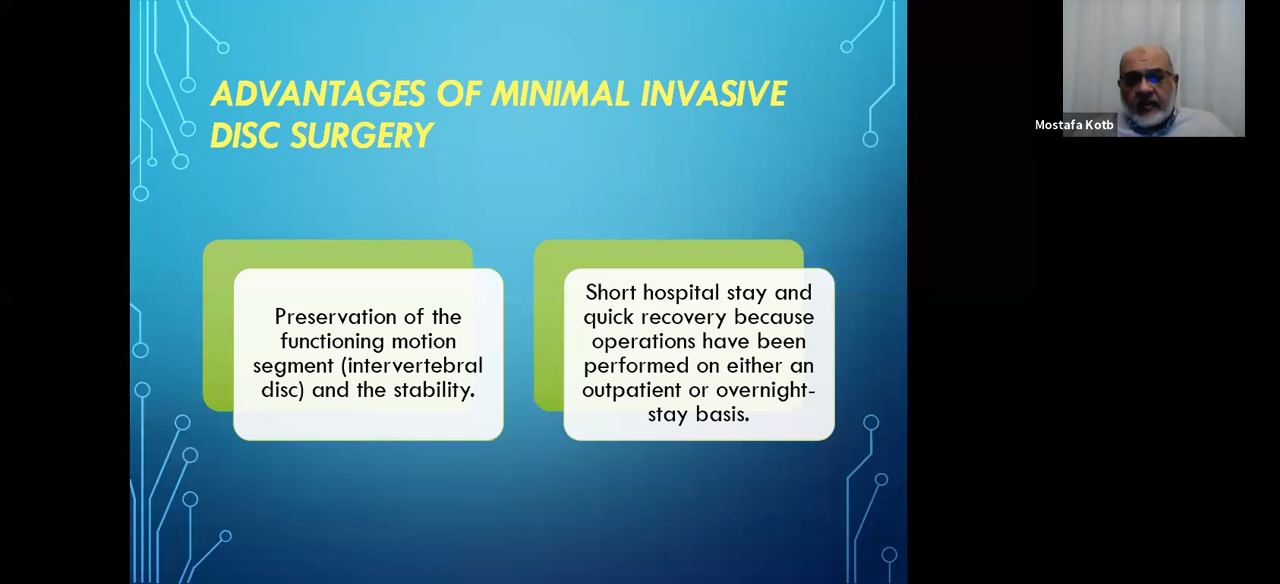 ADVANTAGES OF MINIMAL INVASIVE
DISC SURGERY
Preservation of the
functioning motion
segment (intervertebral
disc) and the stability.
Short hospital stay and
quick recovery because
operations have been
performed on either an
outpatient or overnight-
stay basis.
Mostafa Kotb